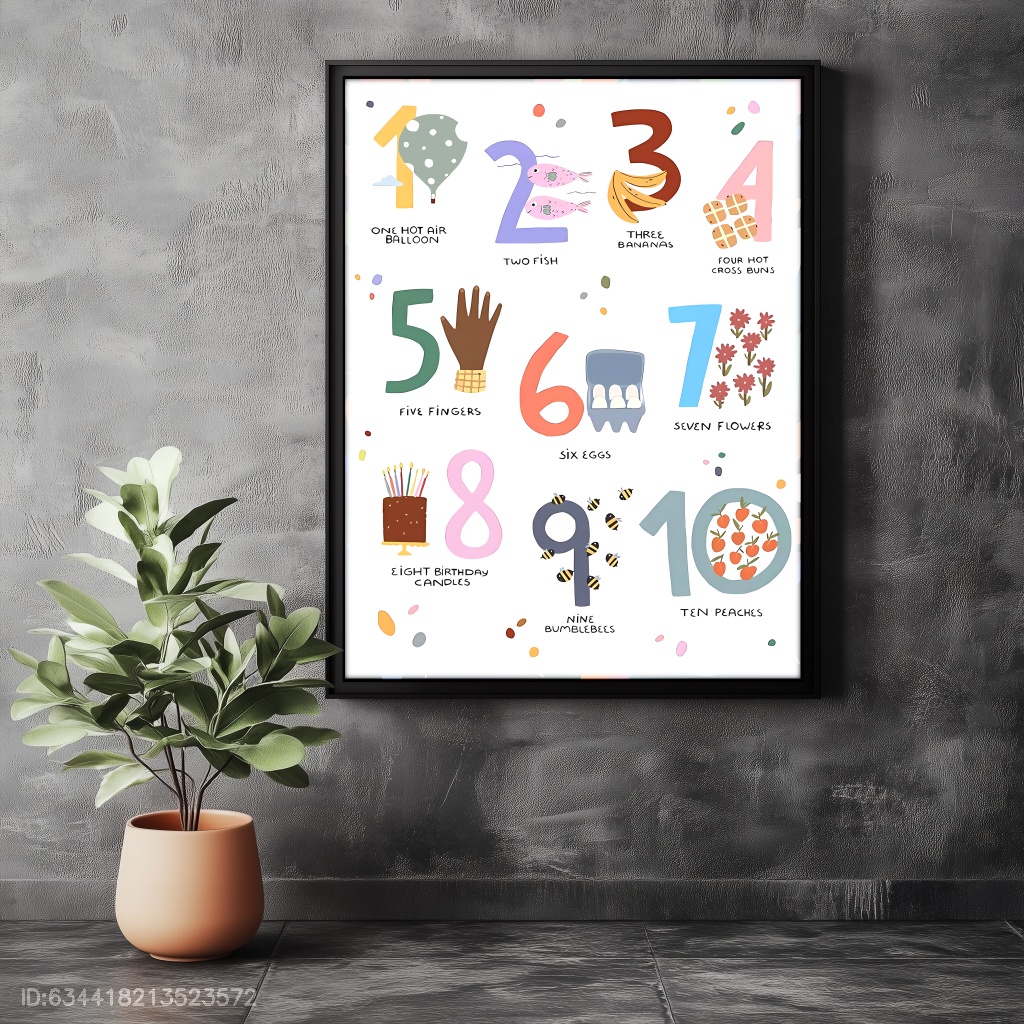 1
ONE HOT AIR
BALLOON
2
TWO FISH
3
THREE
BANANAS
4
FOUR HOT
CROSS BUNS
5
FIVE FINGERS
6
SIX EGGS
7
SEVEN FLOWERS
8
EIGHT BIRTHDAY
CANDLES
9
NINE
BUMBLEBEES
10
TEN PEACHES
ID:634418213523572